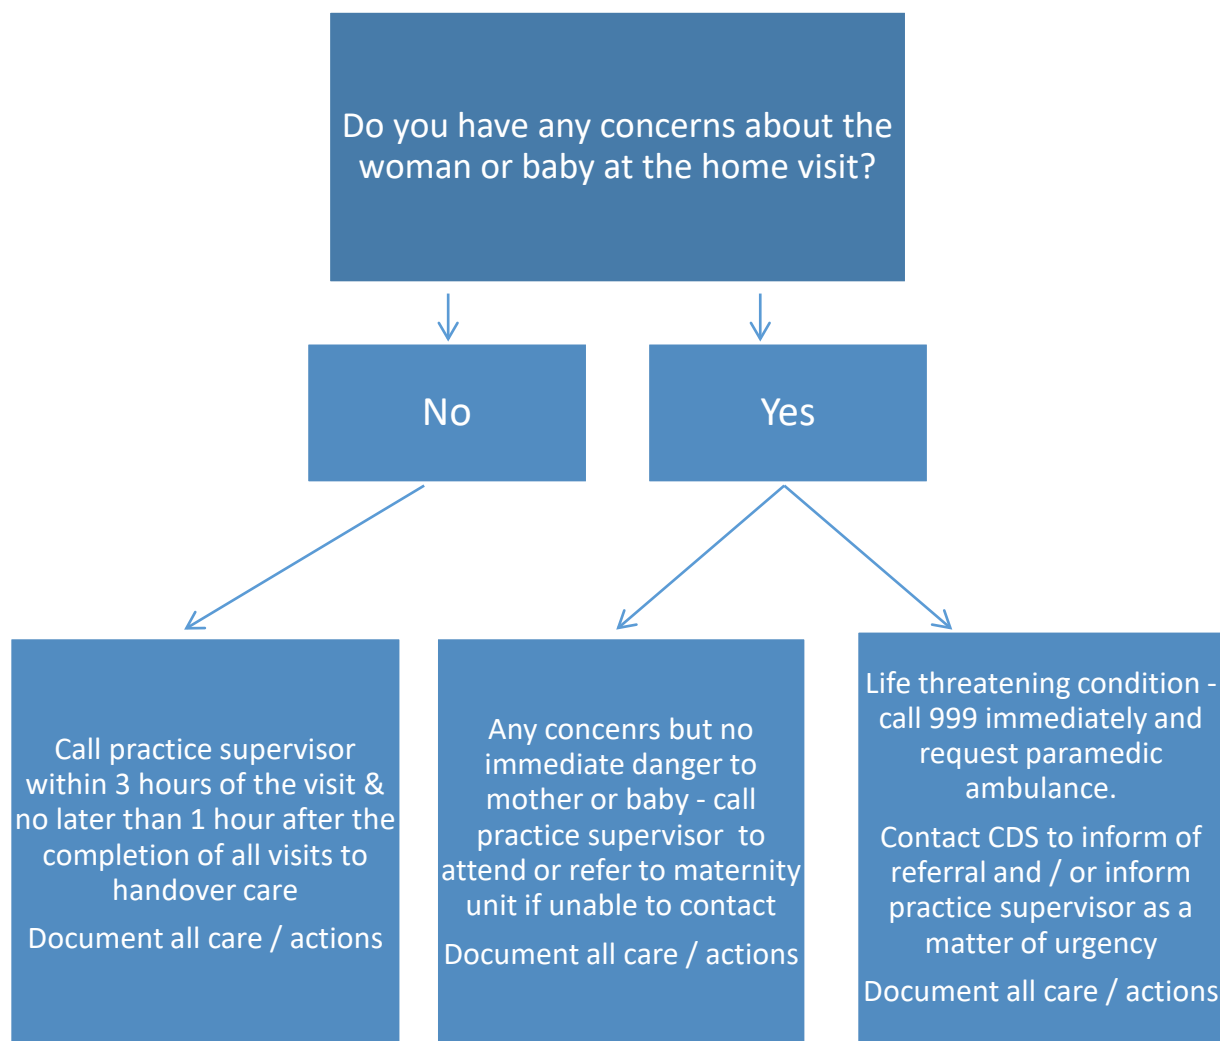 Do you have any concerns about the
woman or baby at the home visit?
No
Yes
Call practice supervisor
within 3 hours of the visit &
no later than 1 hour after the
completion of all visits to
handover care
Document all care / actions
Any concenrs but no
immediate danger to
mother or baby - call
practice supervisor to
attend or refer to maternity
unit if unable to contact
Document all care / actions
Life threatening condition -
call 999 immediately and
request paramedic
ambulance.
Contact CDS to inform of
referral and / or inform
practice supervisor as a
matter of urgency
Document all care / actions